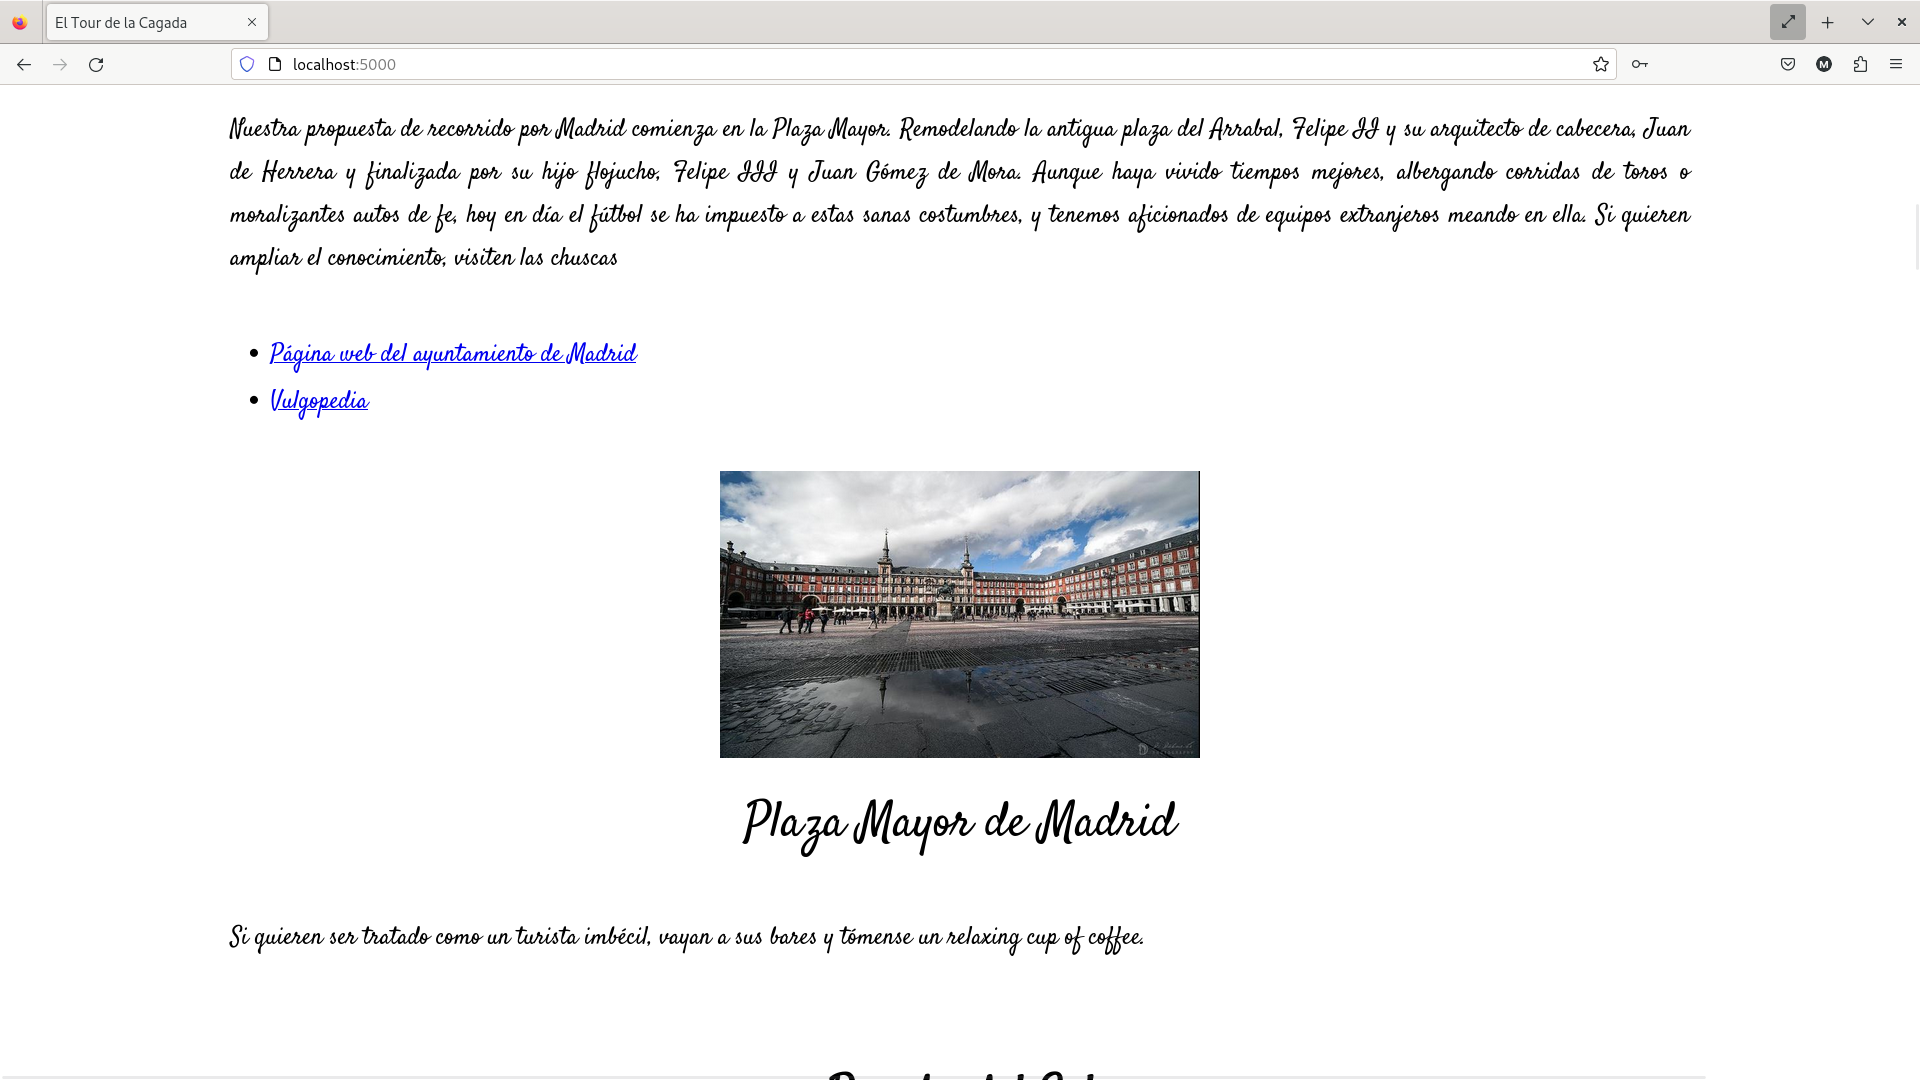 El Tour de la Cagada
localhost:5000
Nuestra propuesta de recorrido por Madrid comienza en la Plaza Mayor. Remodelando la antigua plaza del Arrabal, Felipe II y su arquitecto de cabecera, Juan
de Herrera y finalizada por su hijo flojucho, Felipe III y Juan Gómez de Mora. Aunque haya vivido tiempos mejores, albergando corridas de toros o
moralizantes autos de fe, hoy en día el fútbol se ha impuesto a estas sanas costumbres, y tenemos aficionados de equipos extranjeros meando en ella. Si quieren
ampliar el conocimiento, visiten las chuscas
Página web del ayuntamiento de Madrid
Vulgopedia
Plaza Mayor de Madrid
Si quieren ser tratado como un turista imbécil, vayan a sus bares y tómense un relaxing cup of coffee.